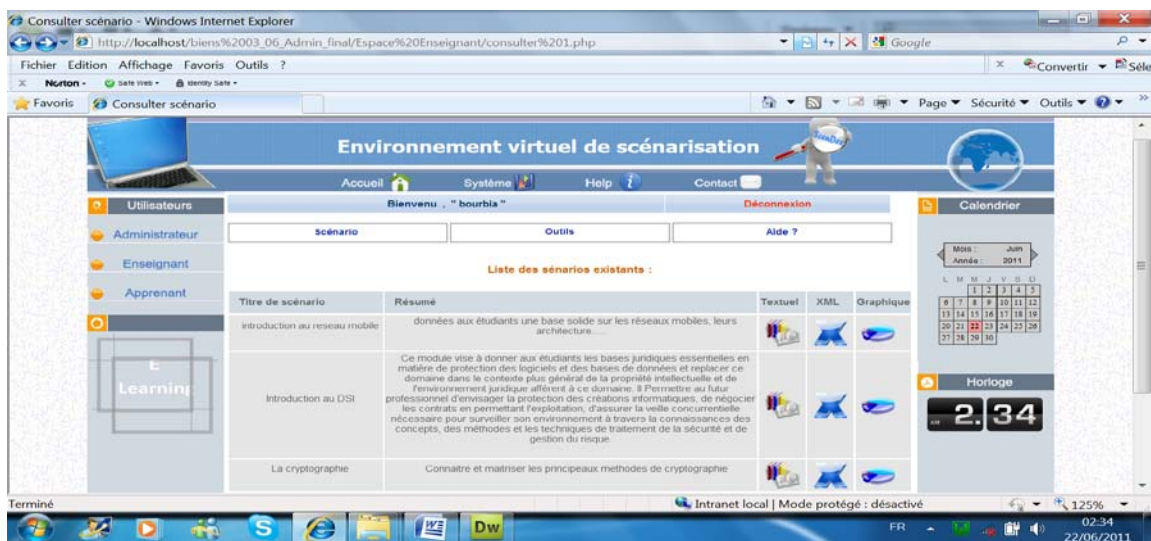 Consulter scénario - Windows Internet Explorer
http://localhost/biens%2003_06_Admin_final/Espace%20Enseignant/consulter%201.php
Google
Fichier Edition Affichage Favoris Outils ?
Convertir
Séle
Norton
Safe Web
Identity Safe
Favoris
Consulter scénario
Page Sécurité Outils
Environnement virtuel de scénarisation
Accueil Système Help Contact
Utilisateurs
Administrateur
Enseignant
Apprenant
E
Learning
Bienvenu , " bourbia "
Déconnexion
Scénario Outils Aide ?
Liste des sénarios existants :
Titre de scénario Résumé Textuel XML Graphique
introduction au reseau mobile
données aux étudiants une base solide sur les réseaux mobiles, leurs
architecture.....
Introduction au DSI
Ce module vise à donner aux étudiants les bases juridiques essentielles en
matière de protection des logiciels et des bases de données et replacer ce
domaine dans le contexte plus général de la propriété intellectuelle et de
l'environnement juridique afférent à ce domaine. Il Permettre au futur
professionnel d'envisager la protection des créations informatiques, de négocier
les contrats en permettant l'exploitation, d'assurer la veille concurrentielle
nécessaire pour surveiller son environnement à travers la connaissances des
concepts, des méthodes et les techniques de traitement de la sécurité et de
gestion du risque.
La cryptographie
Connaitre et maitriser les principeaux methodes de cryptographie
Calendrier
Mois : Juin
Année : 2011
L M M J V S D
1 2 3 4 5
6 7 8 9 10 11 12
13 14 15 16 17 18 19
20 21 22 23 24 25 26
27 28 29 30
Horloge
AM 2 34
Terminé
Intranet local | Mode protégé : désactivé
125%
Dw
FR
02:34
22/06/2011